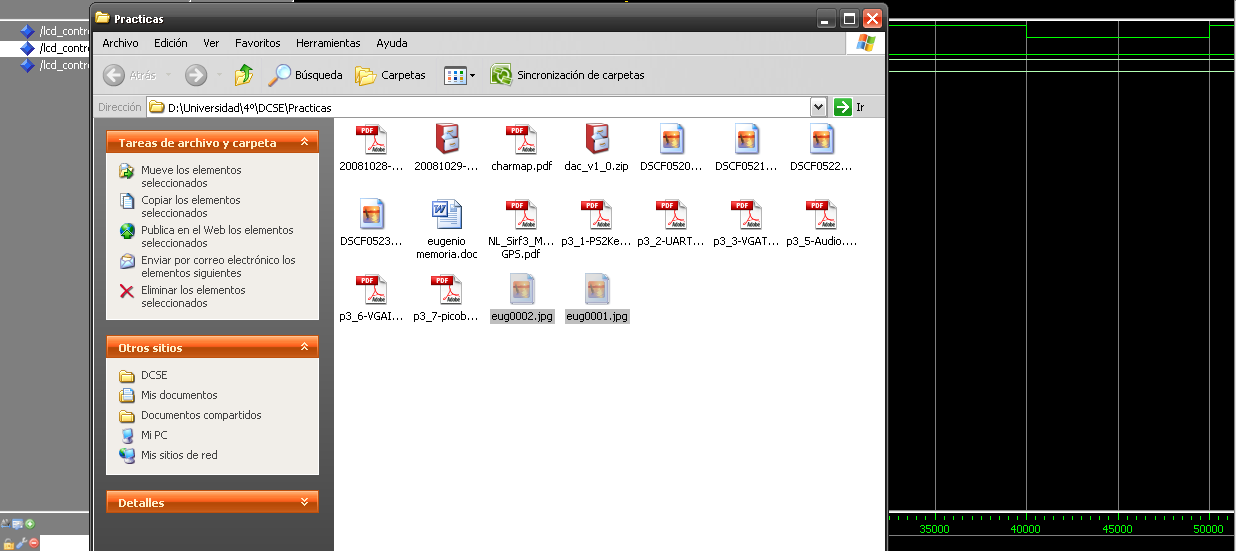 Practicas
Archivo Edición Ver Favoritos Herramientas Ayuda
Atrás Búsqueda Carpetas Sincronización de carpetas
Dirección D:\Universidad\4º\DCSE\Practicas Ir
/lcd_contro
/lcd_contro
/lcd_contro
Tareas de archivo y carpeta
Mueve los elementos
seleccionados
Copiar los elementos
seleccionados
Publica en el Web los elementos
seleccionados
Enviar por correo electrónico los
elementos siguientes
Eliminar los elementos
seleccionados
Otros sitios
DCSE
Mis documentos
Documentos compartidos
Mi PC
Mis sitios de red
Detalles
20081028-... 20081029-... charmap.pdf dac_v1_0.zip DSCF0520... DSCF0521... DSCF0522...
DSCF0523... eugenio NL_Sirf3_M... p3_1-PS2Ke... p3_2-UART... p3_3-VGAT... p3_5-Audio....
memoria.doc GPS.pdf
p3_6-VGAI... p3_7-picob... eug0002.jpg eug0001.jpg
35000 40000 45000 50000